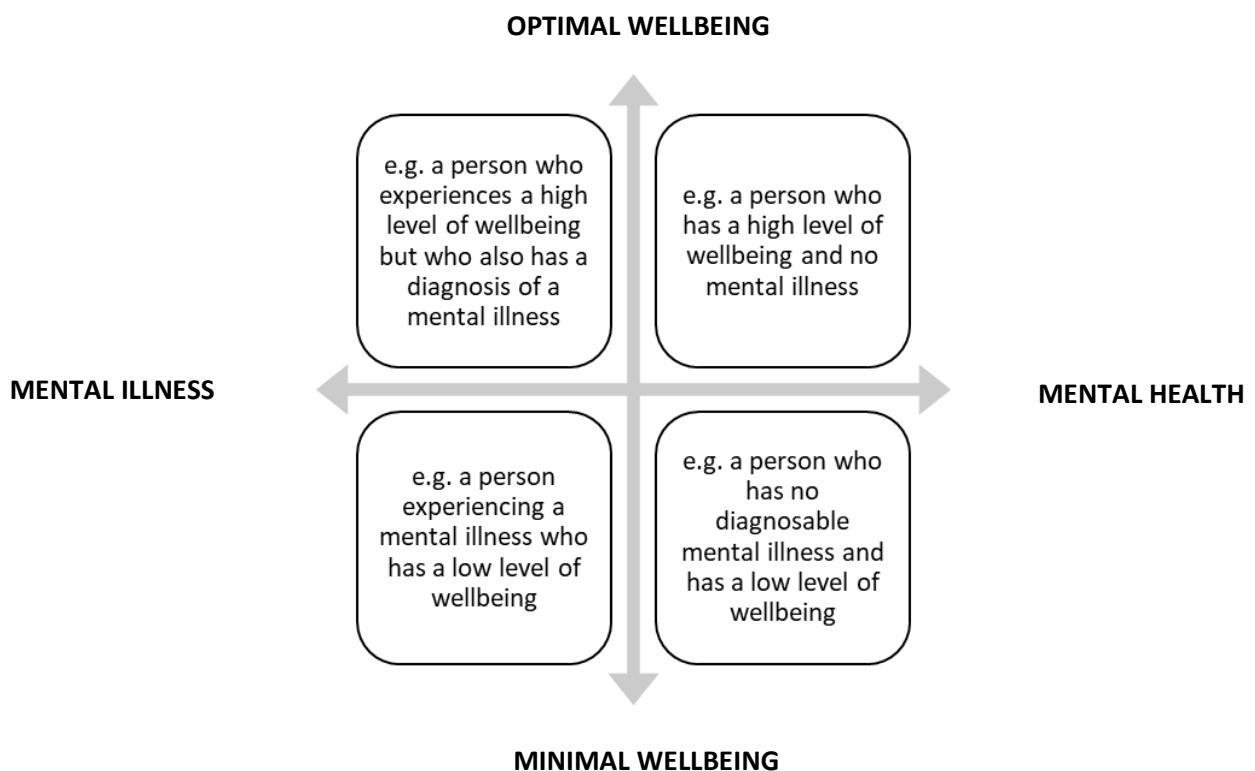 OPTIMAL WELLBEING
e.g. a person who
experiences a high
level of wellbeing
but who also has a
diagnosis of a
mental illness
e.g. a person who
has a high level of
wellbeing and no
mental illness
MENTAL ILLNESS
MENTAL HEALTH
e.g. a person
experiencing a
mental illness who
has a low level of
wellbeing
e.g. a person who
has no
diagnosable
mental illness and
has a low level of
wellbeing
MINIMAL WELLBEING